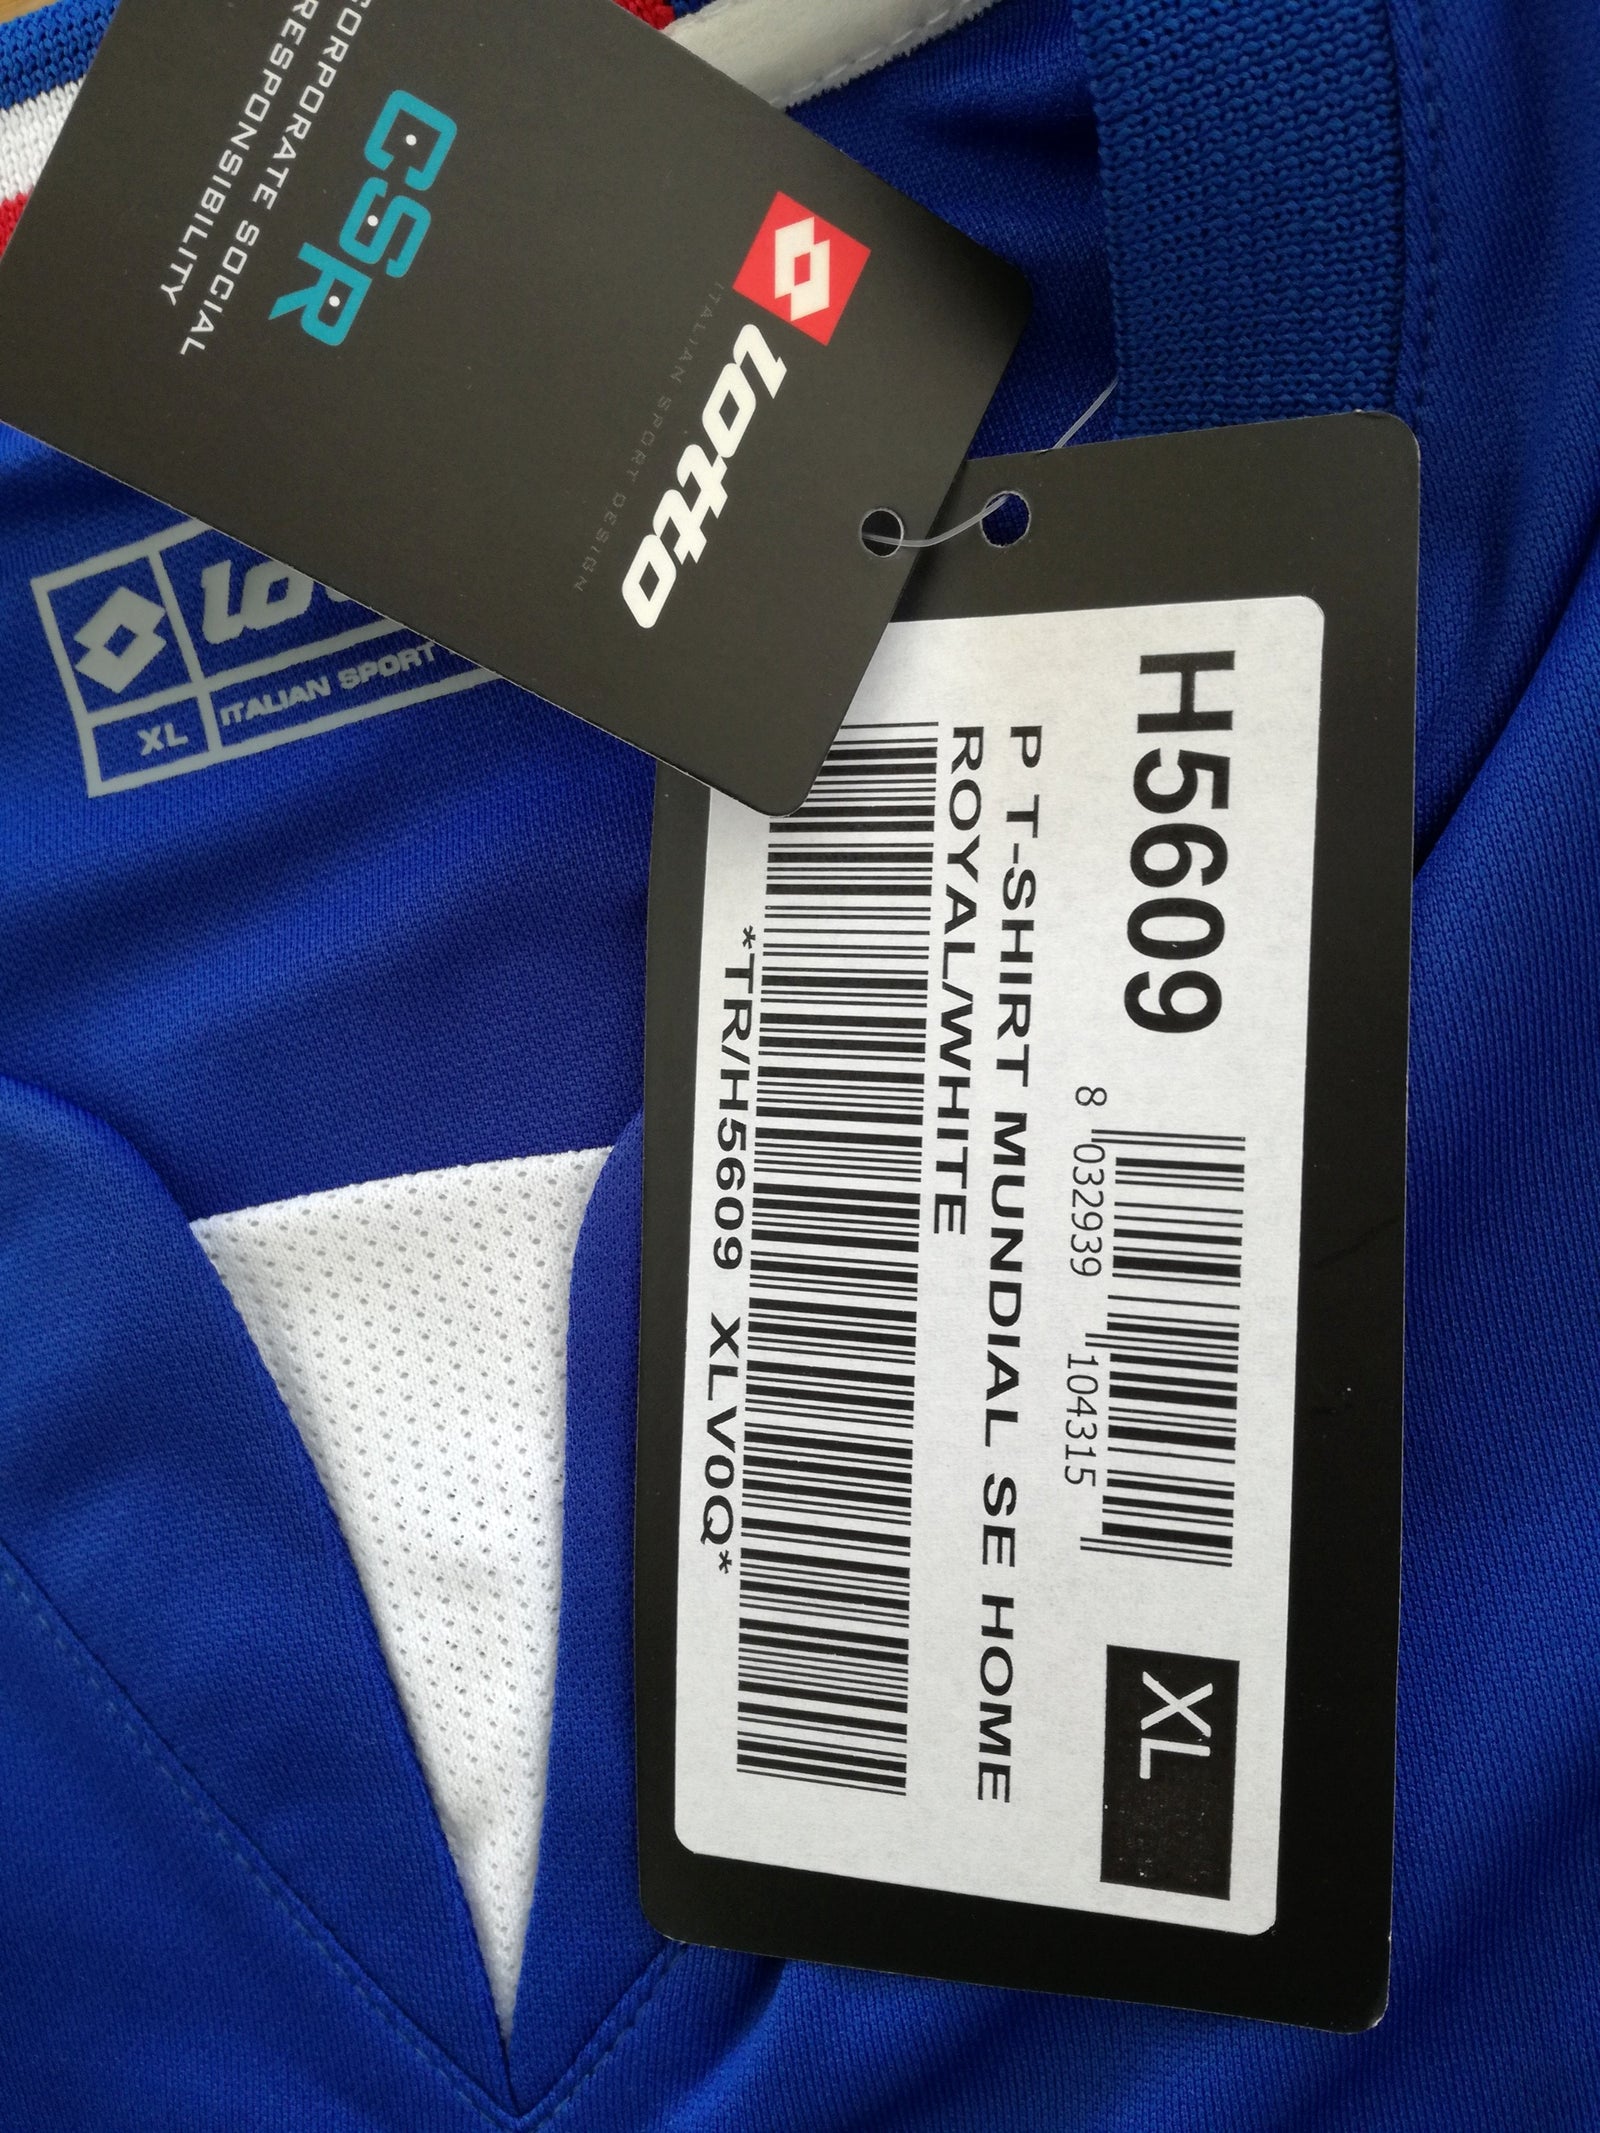 CORPORATE SOCIAL
RESPONSIBILITY
CSR
lotto
ITALIAN SPORT DESIGN
XL
ITALIAN SPORT
H5609
8 032939 104315
XL
P T-SHIRT MUNDIAL SE HOME
ROYAL/WHITE
*TR/H5609 XLV0Q*